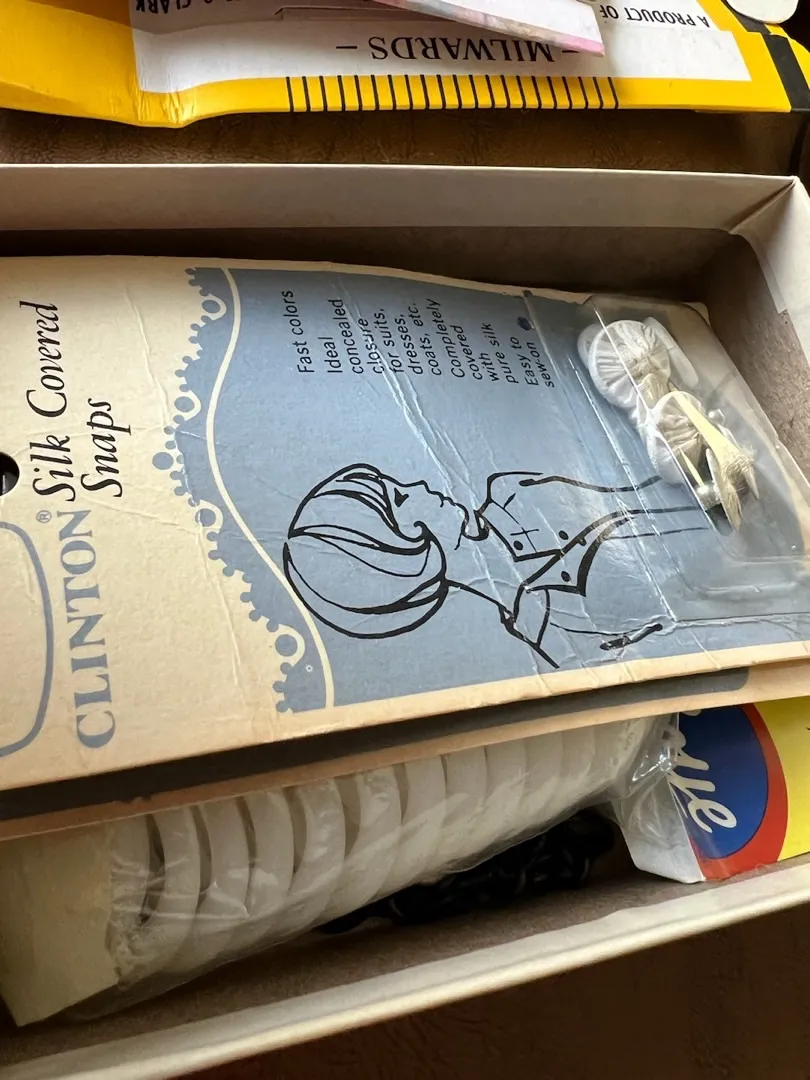 A PRODUCT OF
CLARK
– MILWARDS –
CLINTON®
Silk Covered
Snaps
Fast colors
Ideal
concealed
closure
for suits,
dresses,
coats, etc.
Completely
Covered
with silk
pure to
Easy to
sew-on